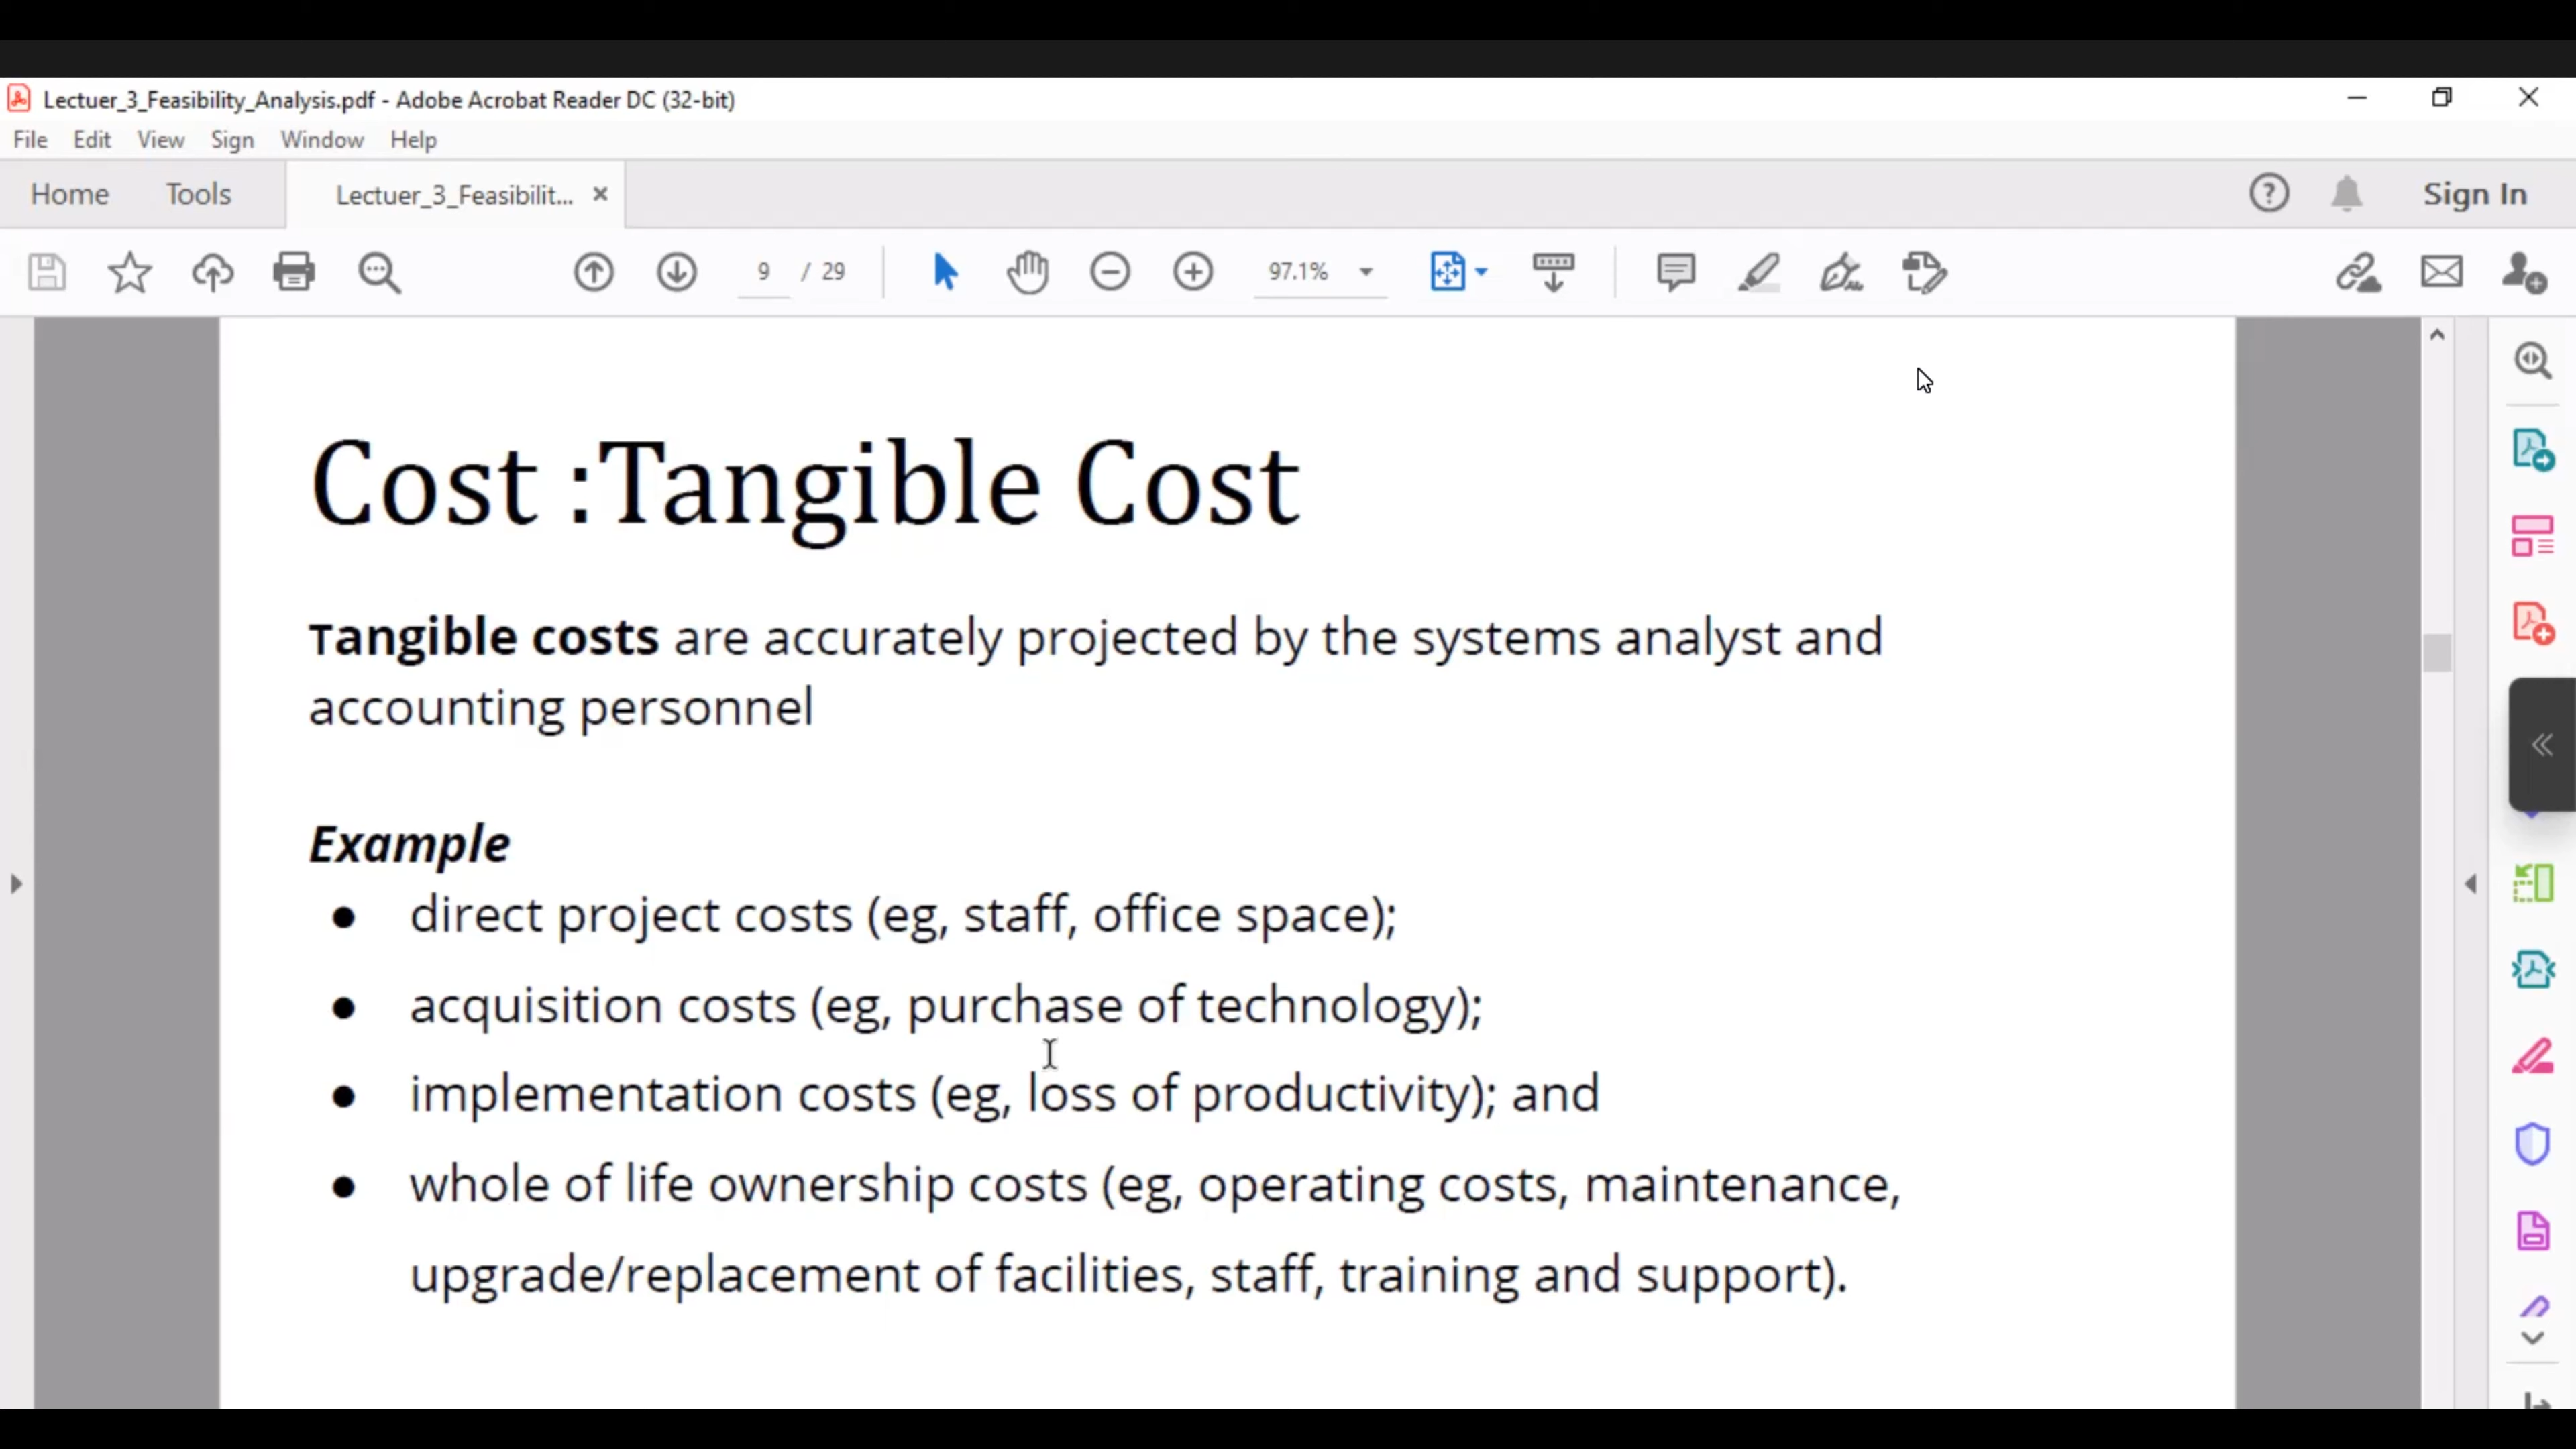 Lectuer_3_Feasibility_Analysis.pdf - Adobe Acrobat Reader DC (32-bit)
File Edit View Sign Window Help
Home Tools Lectuer_3_Feasibilit... Sign In
9 / 29 97.1%
Cost :Tangible Cost
Tangible costs are accurately projected by the systems analyst and
accounting personnel
Example
● direct project costs (eg, staff, office space);
● acquisition costs (eg, purchase of technology);
● implementation costs (eg, loss of productivity); and
● whole of life ownership costs (eg, operating costs, maintenance,
upgrade/replacement of facilities, staff, training and support).